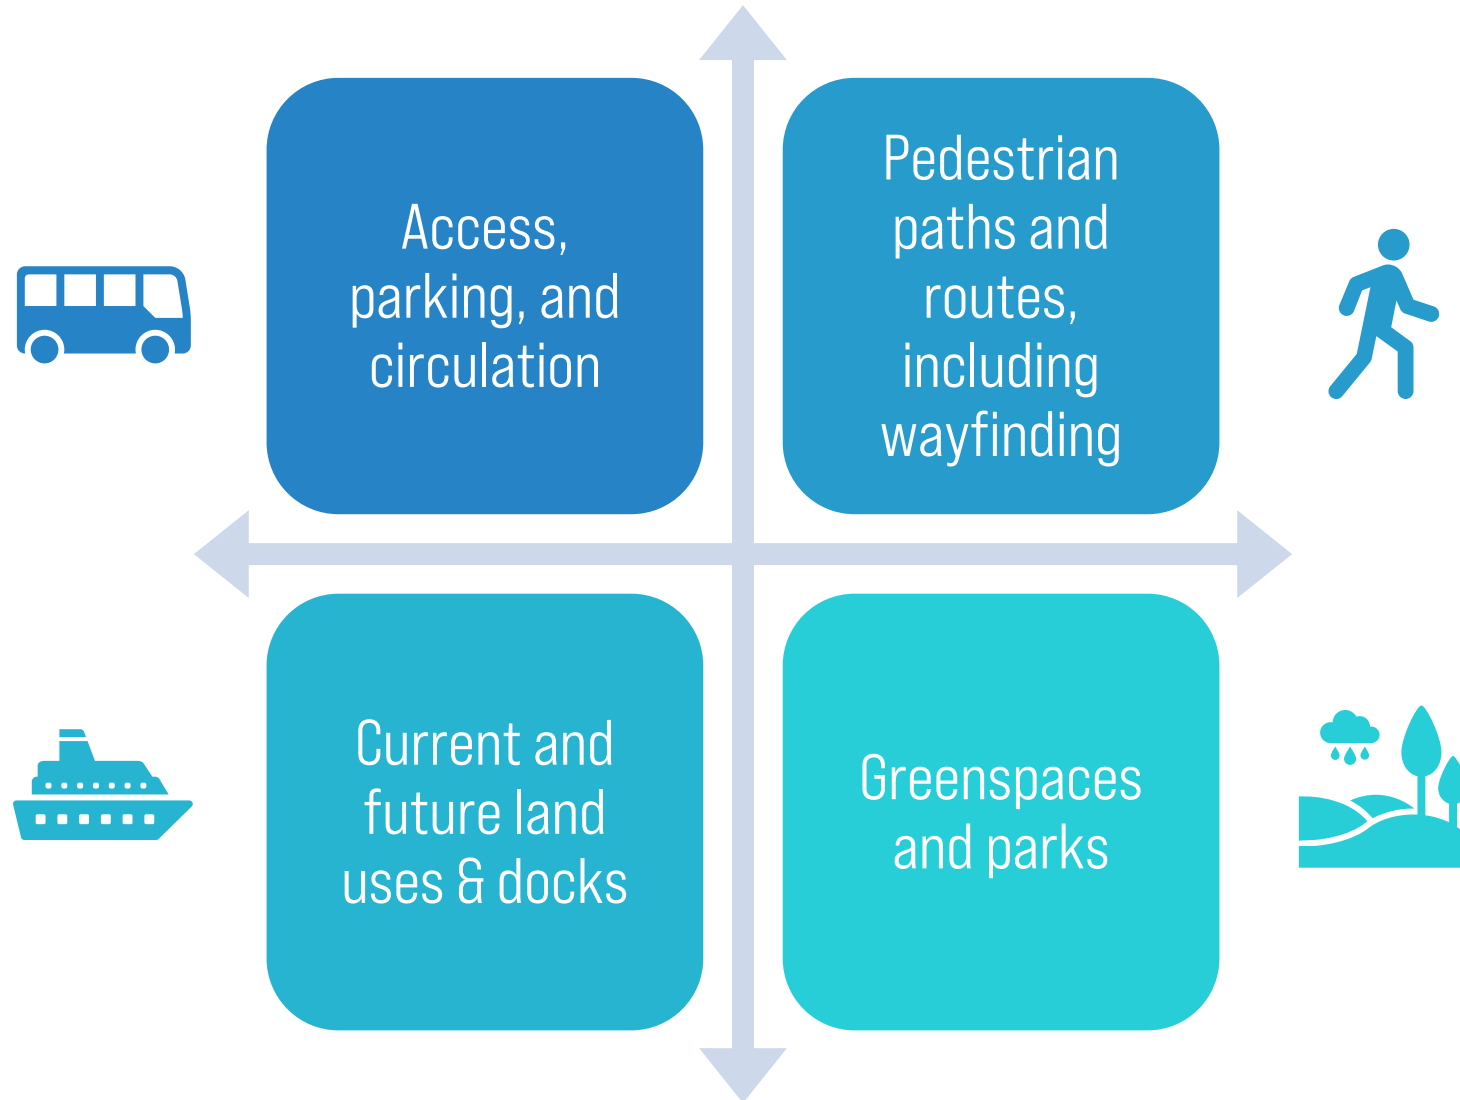 Access,
parking, and
circulation
Pedestrian
paths and
routes,
including
wayfinding
Current and
future land
uses & docks
Greenspaces
and parks